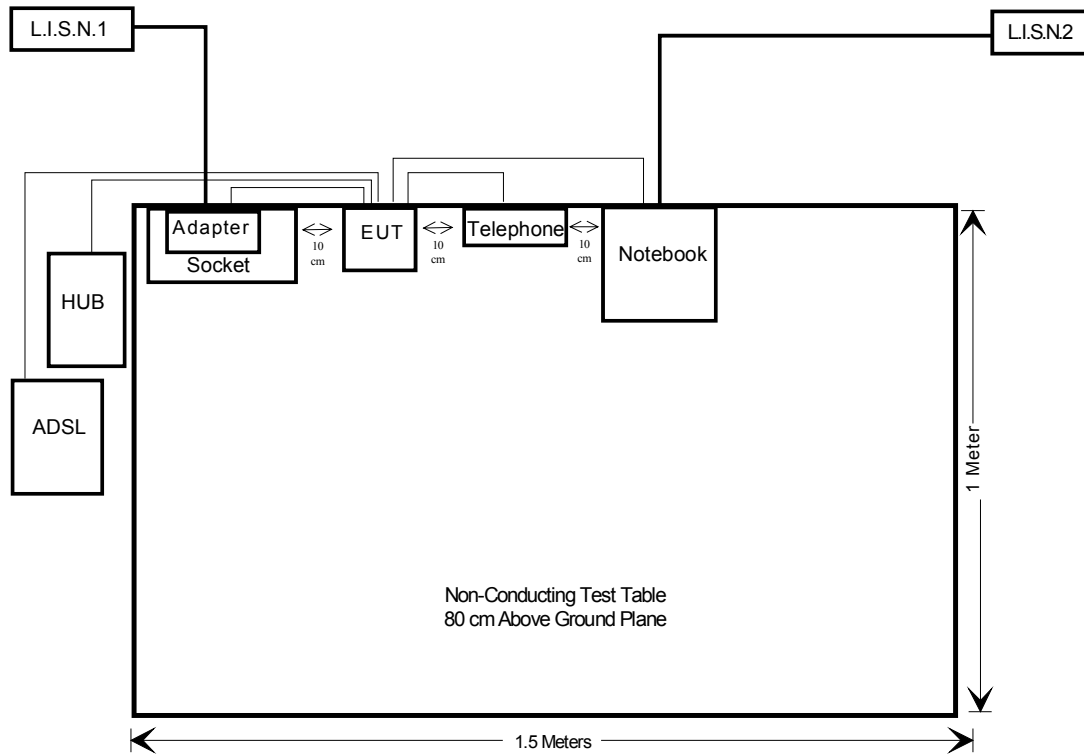 L.I.S.N.1
L.I.S.N.2
Adapter
EUT
Telephone
Notebook
Socket
10
cm
10
cm
10
cm
HUB
ADSL
1 Meter
Non-Conducting Test Table
80 cm Above Ground Plane
1.5 Meters